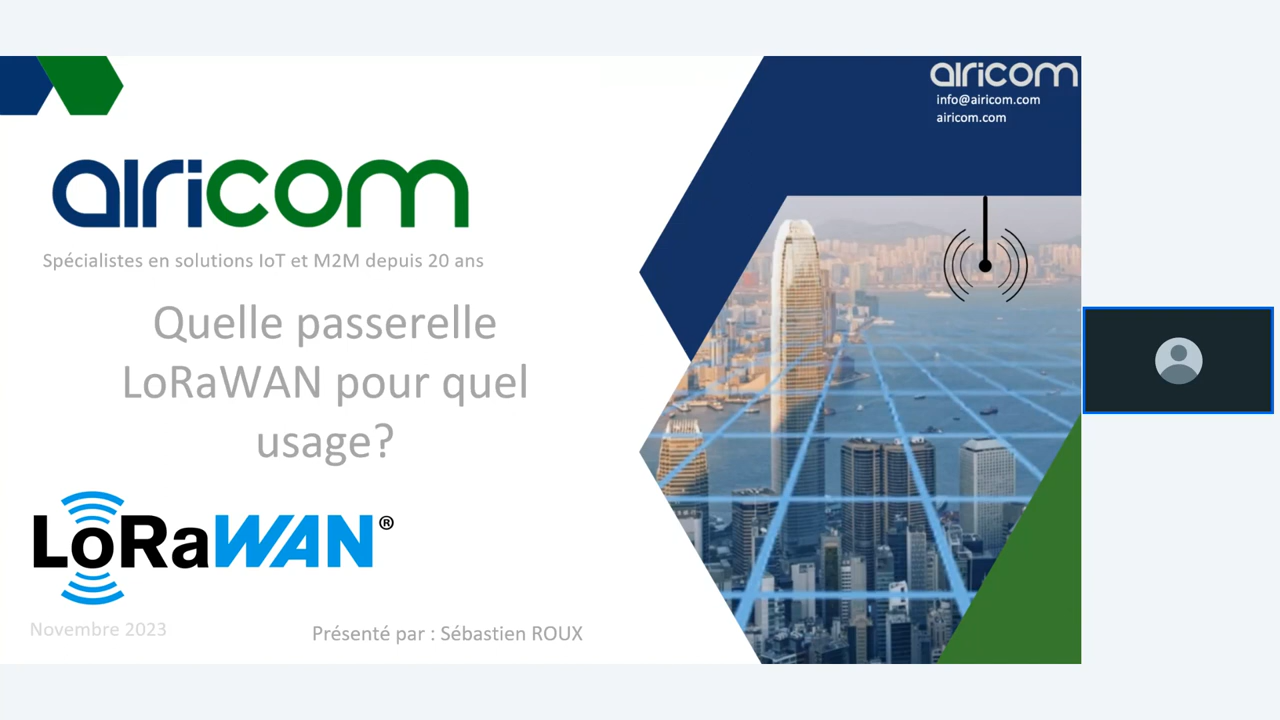 airicom
info@airicom.com
airicom.com
airicom
Spécialistes en solutions IoT et M2M depuis 20 ans
Quelle passerelle
LoRaWAN pour quel
usage?
LoRaWAN®
Novembre 2023
Présenté par : Sébastien ROUX